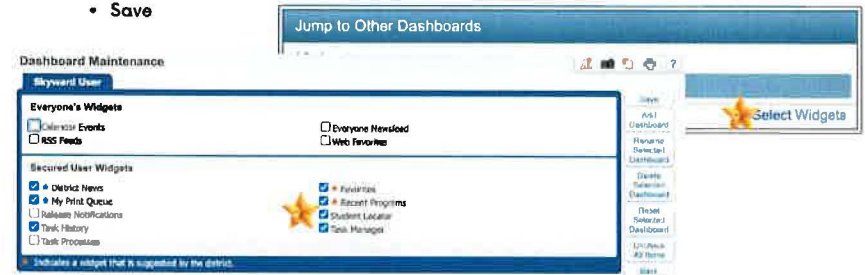 • Save
Jump to Other Dashboards
Select Widgets
Dashboard Maintenance
?
Skyward User
Everyone's Widgets
Calendar Events
Everyone Newsfeed
RSS Feeds
Web Favorites
Secured User Widgets
District News
Favorites
My Print Queue
Recent Programs
Release Notifications
Student Locator
Task History
Task Manager
Task Processes
Indicates a widget that is suggested by the district.
Save
Add
Dashboard
Rename
Selected
Dashboard
Delete
Selected
Dashboard
Reset
Selected
Dashboard
Uncheck
All Items
Back